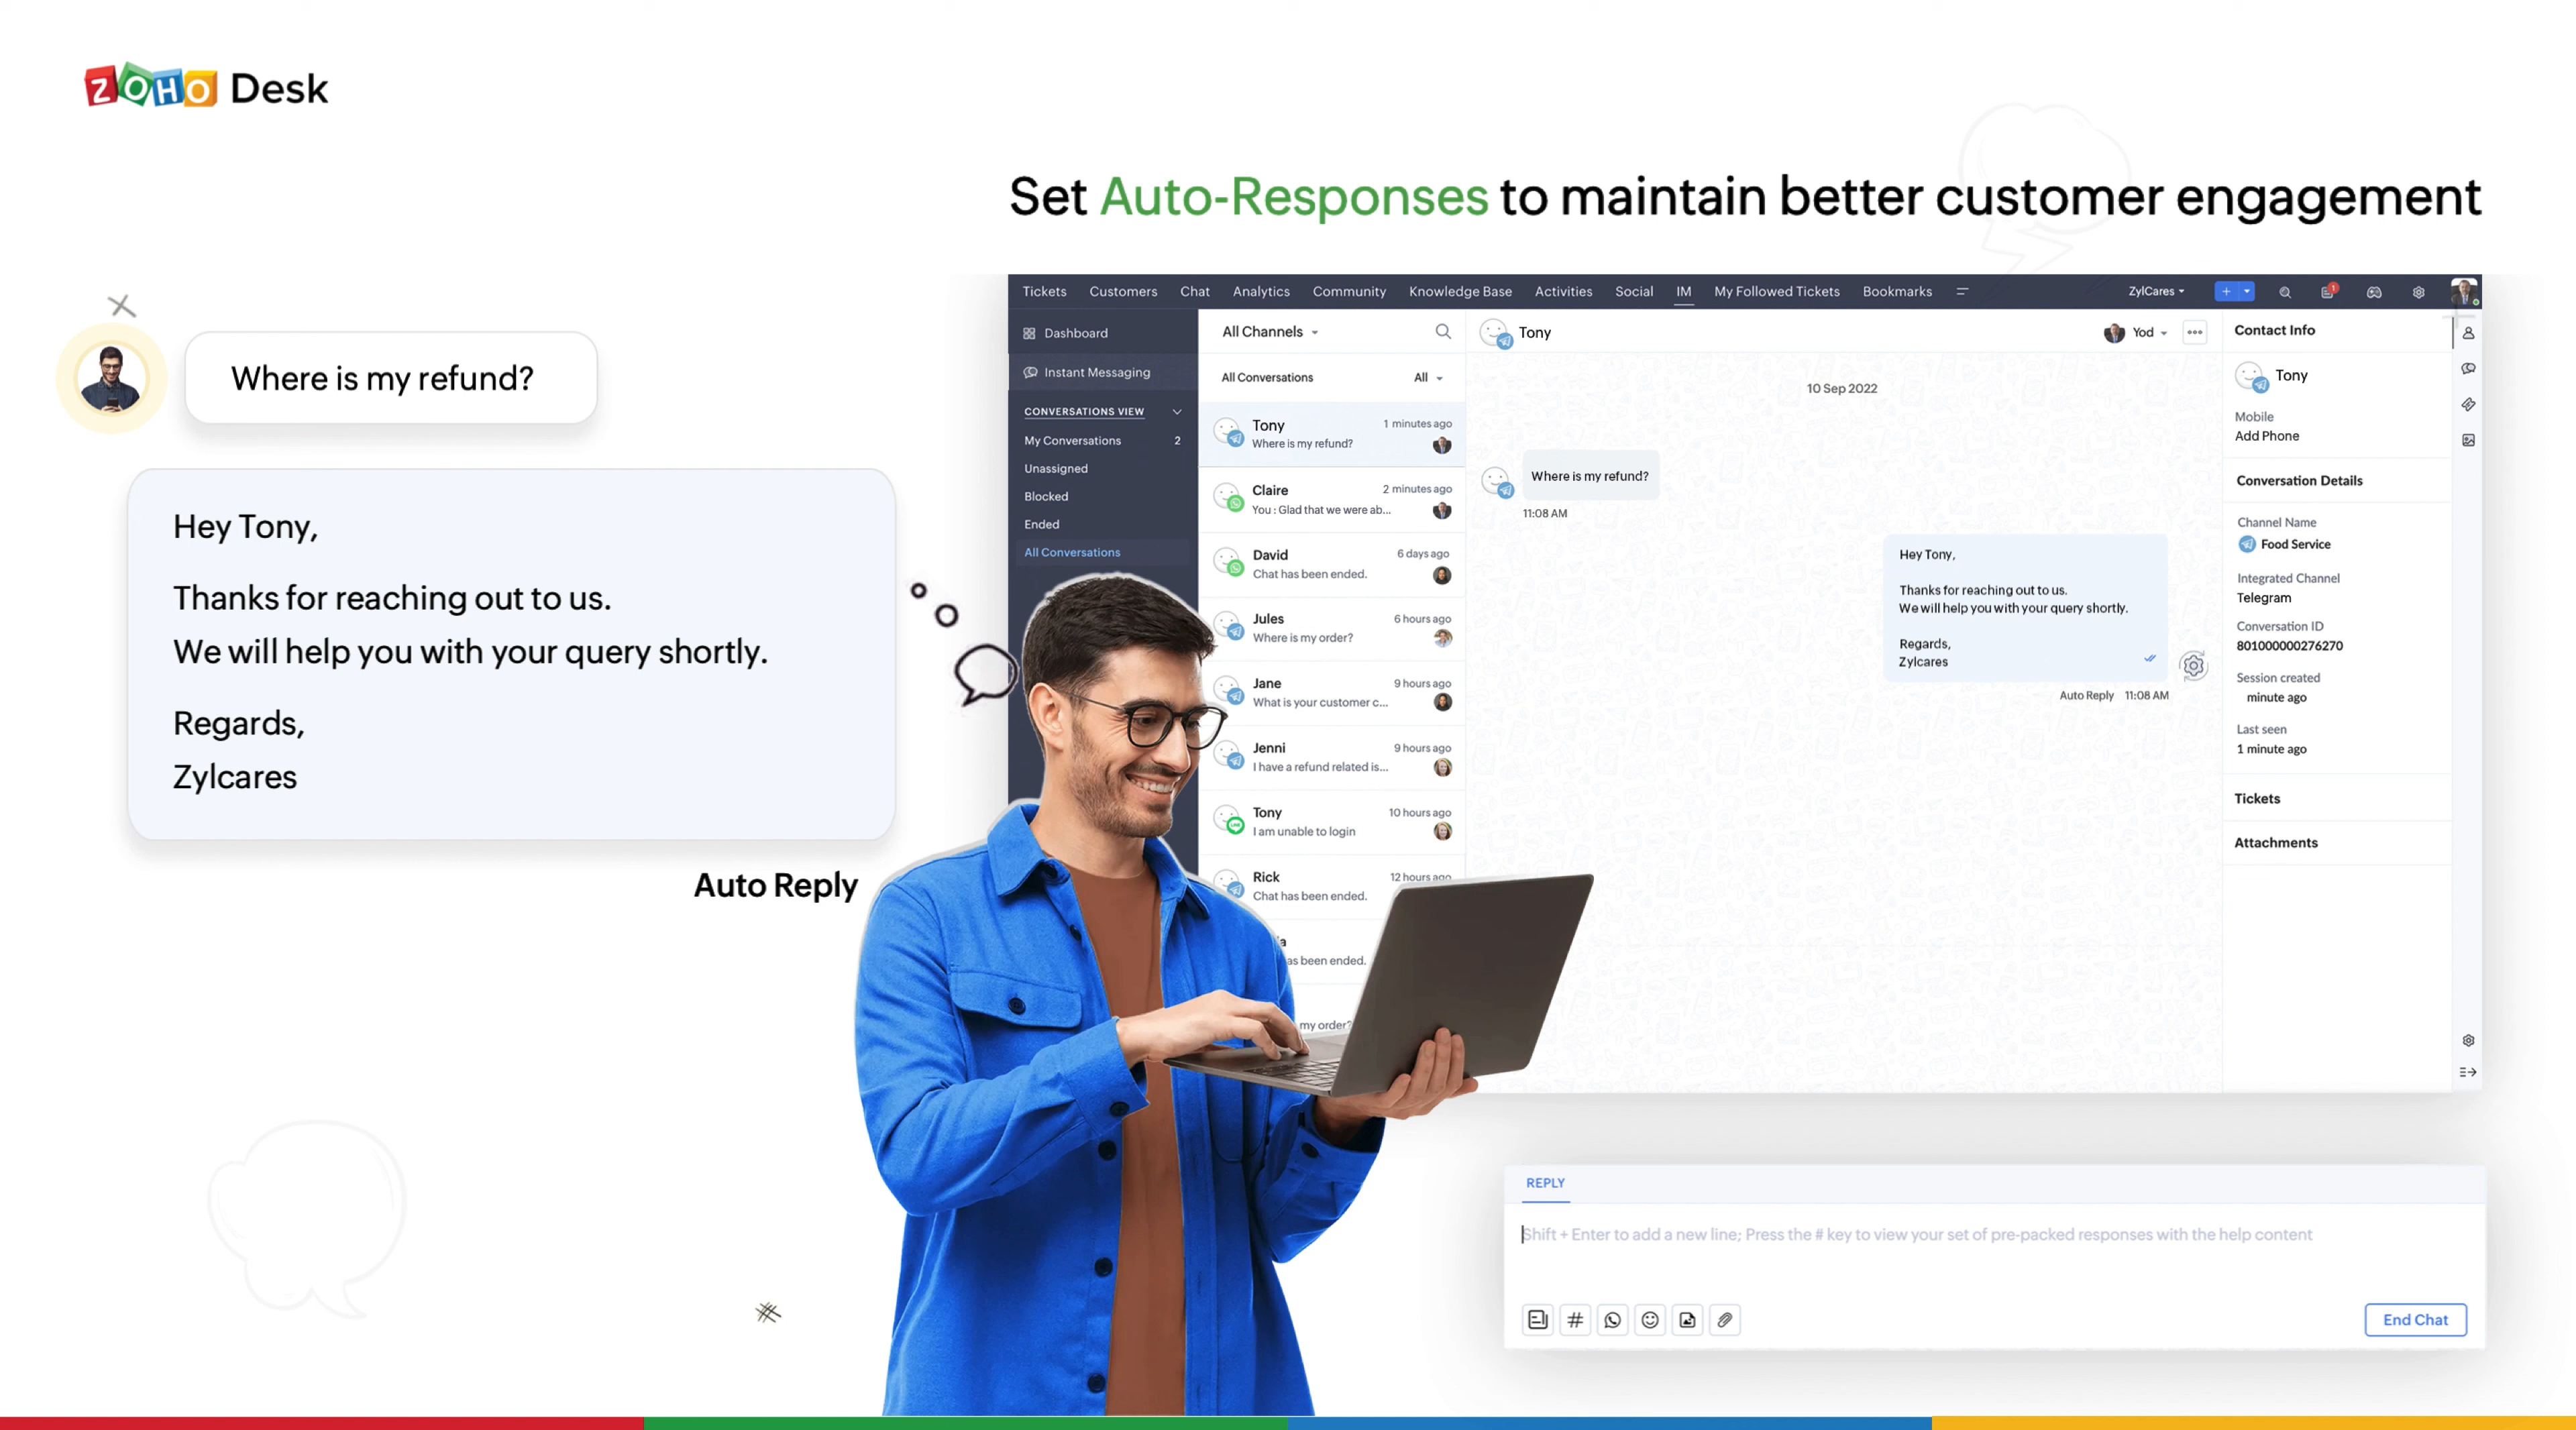 ZOHO Desk
Set Auto-Responses to maintain better customer engagement
Where is my refund?
Hey Tony,
Thanks for reaching out to us.
We will help you with your query shortly.
Regards,
Zylcares
Auto Reply
Tickets Customers Chat Analytics Community Knowledge Base Activities Social IM My Followed Tickets Bookmarks ZylCares 1
Dashboard
Instant Messaging
CONVERSATIONS VIEW
My Conversations 2
Unassigned
Blocked
Ended
All Conversations
All Channels
All Conversations All
Tony 1 minutes ago
Where is my refund?
Claire 2 minutes ago
You : Glad that we were ab...
David 6 days ago
Chat has been ended.
Jules 6 hours ago
Where is my order?
Jane 9 hours ago
What is your customer c...
Jenni 9 hours ago
I have a refund related is...
Tony 10 hours ago
LINE
I am unable to login
Rick 12 hours ago
Chat has been ended.
as been ended.
my order?
Tony Yod
10 Sep 2022
Where is my refund?
11:08 AM
Hey Tony,
Thanks for reaching out to us.
We will help you with your query shortly.
Regards,
Zylcares
Auto Reply 11:08 AM
Contact Info
Tony
Mobile
Add Phone
Conversation Details
Channel Name
Food Service
Integrated Channel
Telegram
Conversation ID
801000000276270
Session created
minute ago
Last seen
1 minute ago
Tickets
Attachments
REPLY
Shift + Enter to add a new line; Press the # key to view your set of pre-packed responses with the help content
End Chat